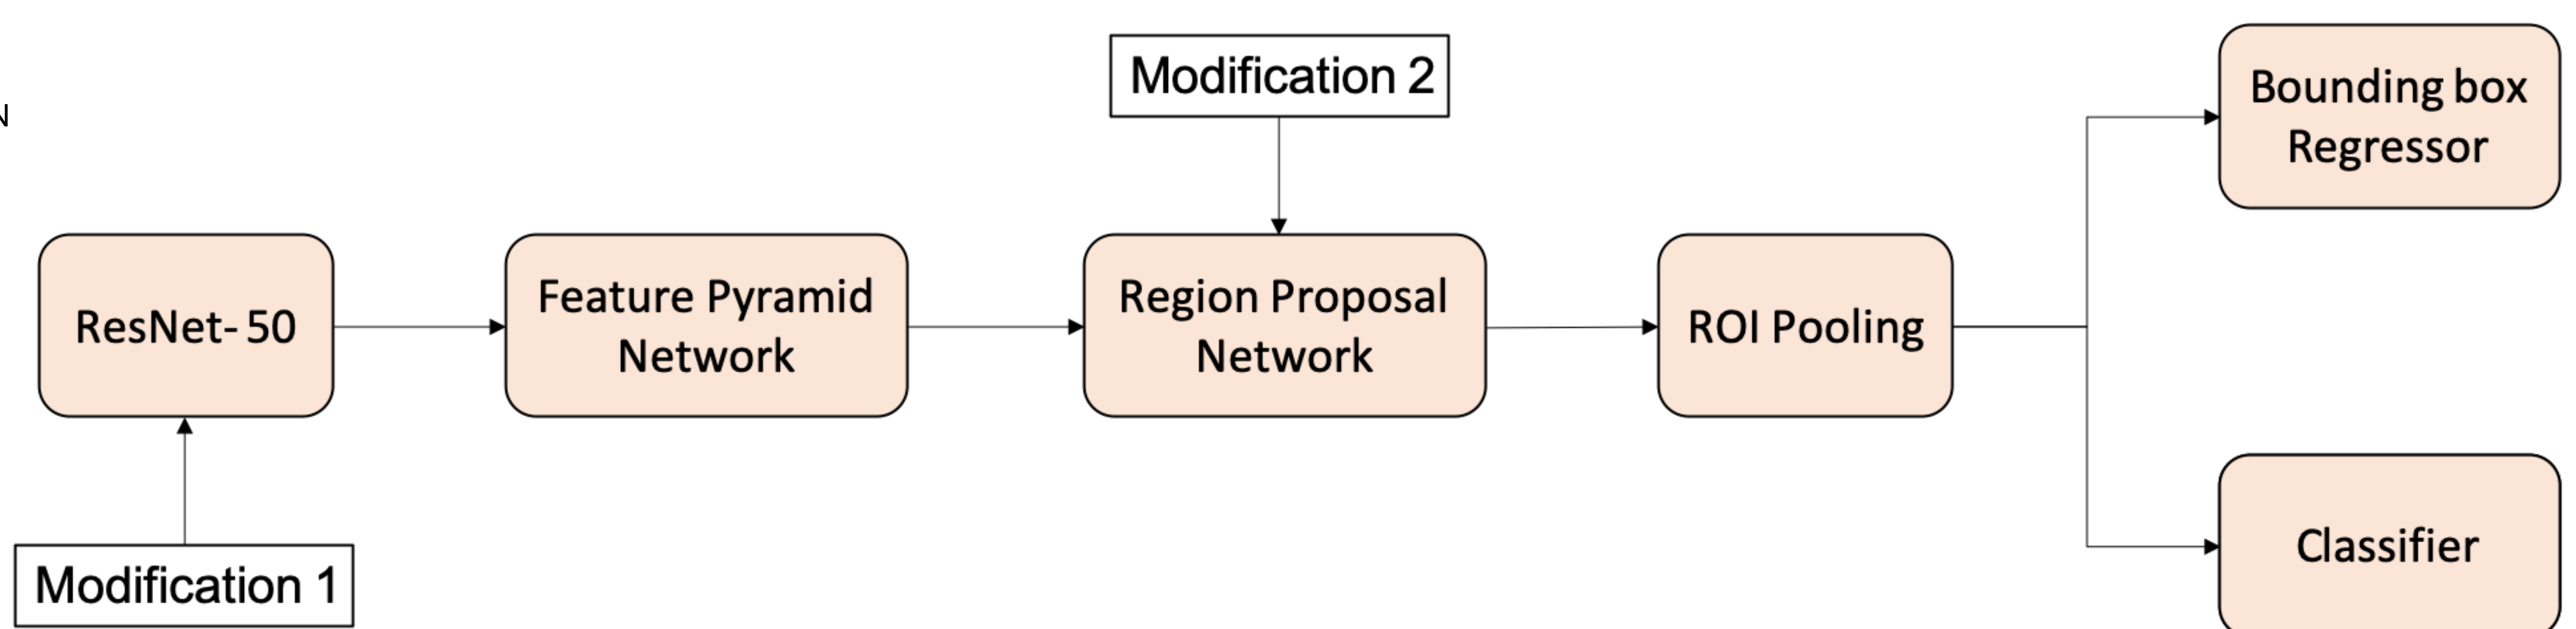 Modification 2
N
Bounding box
Regressor
ResNet- 50
Feature Pyramid
Network
Region Proposal
Network
ROI Pooling
Classifier
Modification 1